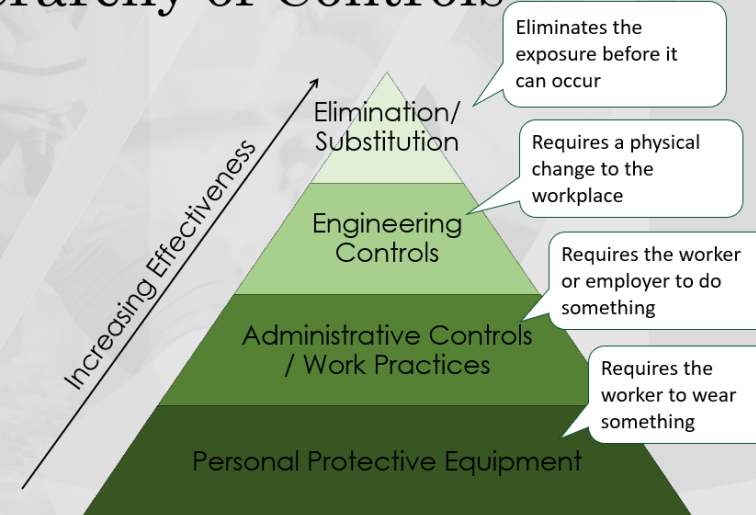 of Controls
Eliminates the
exposure before it
can occur
Elimination/
Substitution
Requires a physical
change to the
workplace
Increasing Effectiveness
Engineering
Controls
Requires the worker
or employer to do
something
Administrative Controls
/ Work Practices
Requires the
worker to wear
something
Personal Protective Equipment